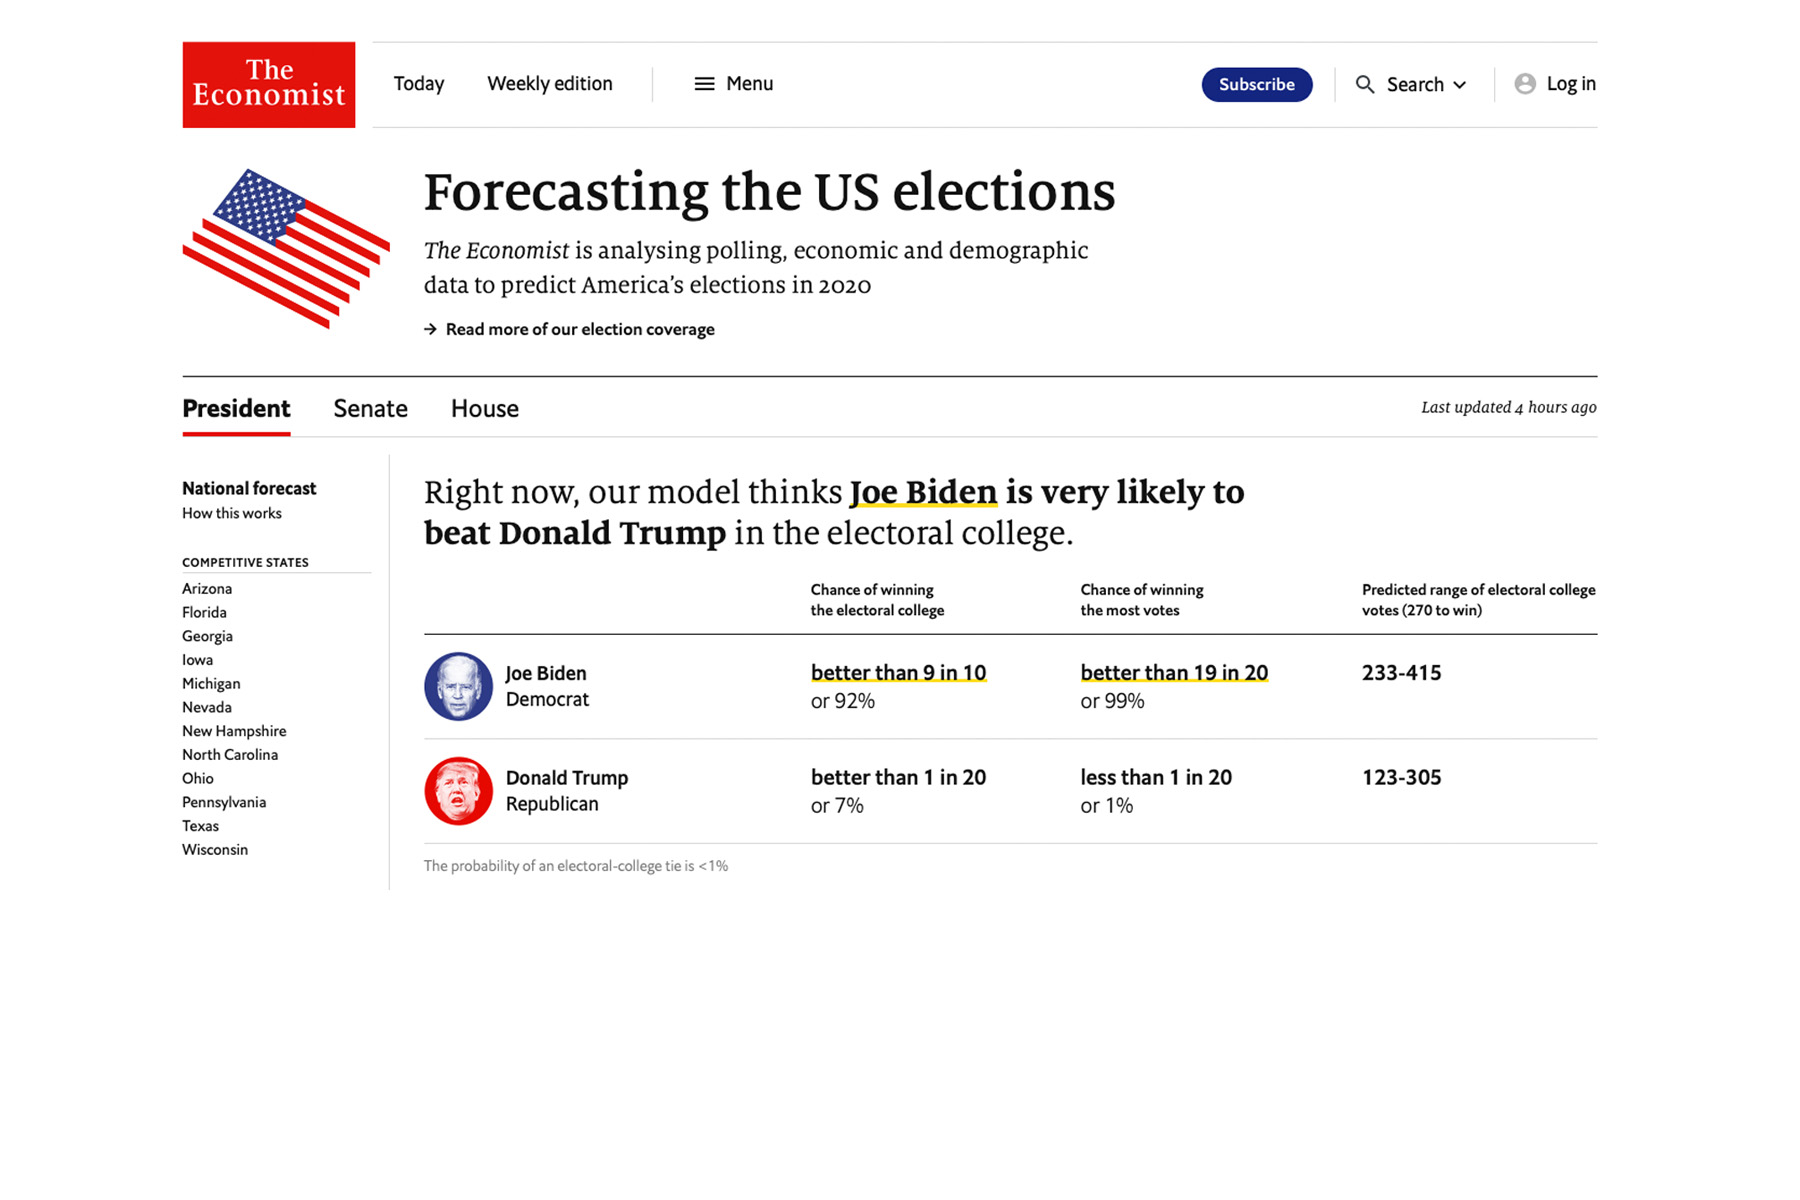 The
Economist
Today
Weekly edition
Menu
Subscribe
Search
Log in
Forecasting the US elections
The Economist is analysing polling, economic and demographic
data to predict America's elections in 2020
→ Read more of our election coverage
President
Senate
House
Last updated 4 hours ago
National forecast
How this works
COMPETITIVE STATES
Arizona
Florida
Georgia
Iowa
Michigan
Nevada
New Hampshire
North Carolina
Ohio
Pennsylvania
Texas
Wisconsin
Right now, our model thinks Joe Biden is very likely to
beat Donald Trump in the electoral college.
Chance of winning
the electoral college
Chance of winning
the most votes
Predicted range of electoral college
votes (270 to win)
Joe Biden
Democrat
better than 9 in 10
or 92%
better than 19 in 20
or 99%
233-415
Donald Trump
Republican
better than 1 in 20
or 7%
less than 1 in 20
or 1%
123-305
The probability of an electoral-college tie is <1%